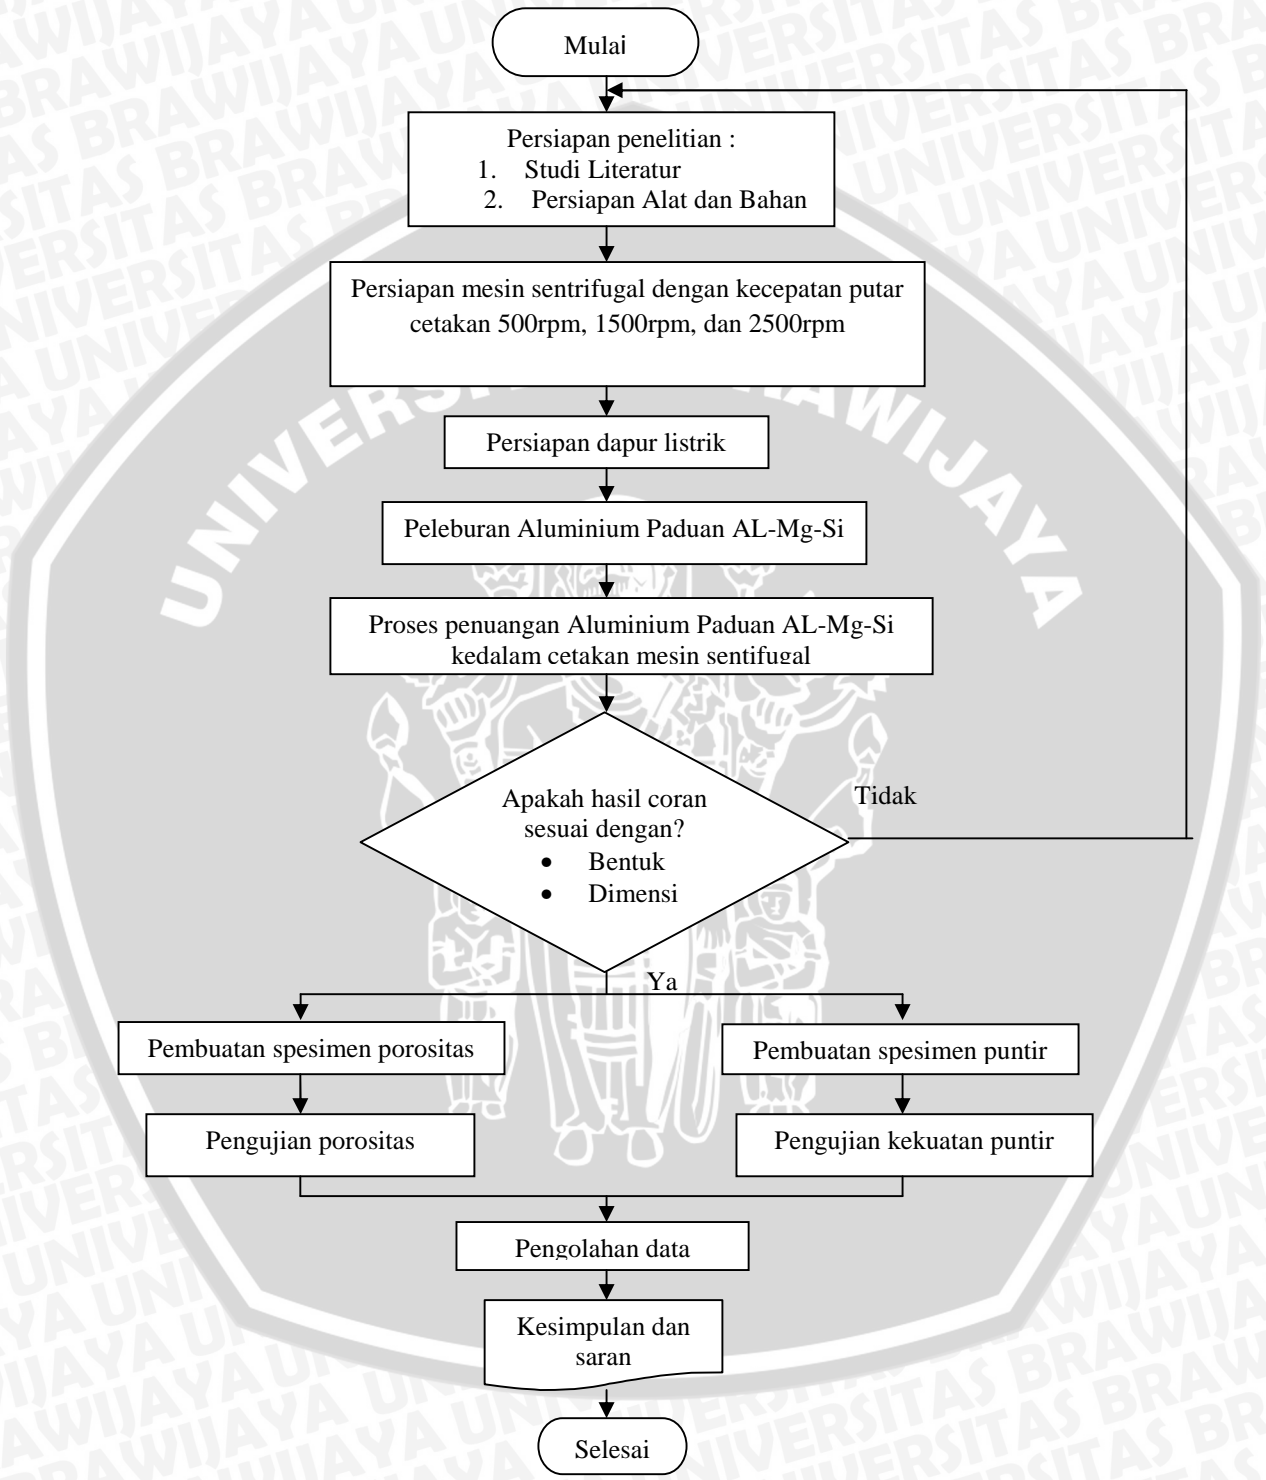 Mulai
Persiapan penelitian :
1. Studi Literatur
2. Persiapan Alat dan Bahan
Persiapan mesin sentrifugal dengan kecepatan putar
cetakan 500rpm, 1500rpm, dan 2500rpm
Persiapan dapur listrik
Peleburan Aluminium Paduan AL-Mg-Si
Proses penuangan Aluminium Paduan AL-Mg-Si
kedalam cetakan mesin sentifugal
Apakah hasil coran
sesuai dengan?
• Bentuk
• Dimensi
Tidak
Ya
Pembuatan spesimen porositas
Pembuatan spesimen puntir
Pengujian porositas
Pengujian kekuatan puntir
Pengolahan data
Kesimpulan dan
saran
Selesai